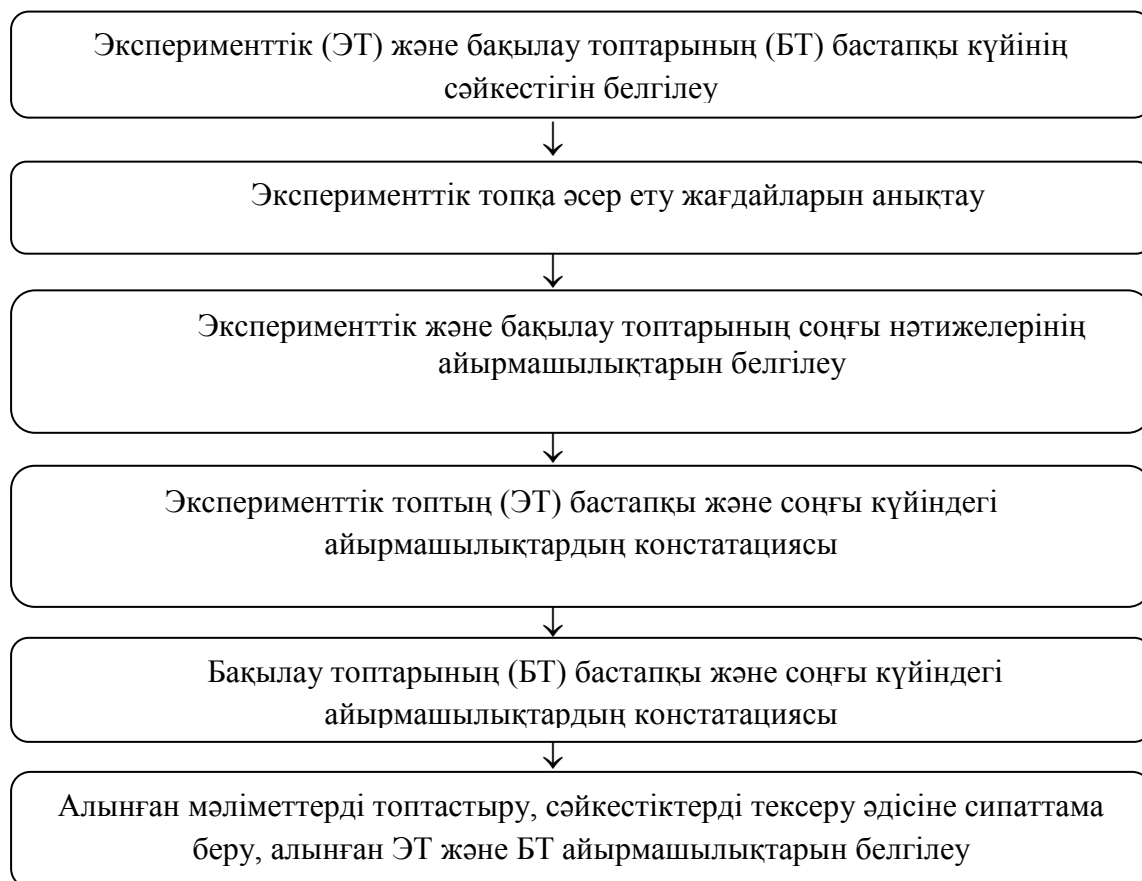 Эксперименттік (ЭТ) және бақылау топтарының (БТ) бастапқы күйінің
сәйкестігін белгілеу
Эксперименттік топқа әсер ету жағдайларын анықтау
Эксперименттік және бақылау топтарының соңғы нәтижелерінің
айырмашылықтарын белгілеу
Эксперименттік топтың (ЭТ) бастапқы және соңғы күйіндегі
айырмашылықтардың констатациясы
Бақылау топтарының (БТ) бастапқы және соңғы күйіндегі
айырмашылықтардың констатациясы
Алынған мәліметтерді топтастыру, сәйкестіктерді тексеру әдісіне сипаттама
беру, алынған ЭТ және БТ айырмашылықтарын белгілеу